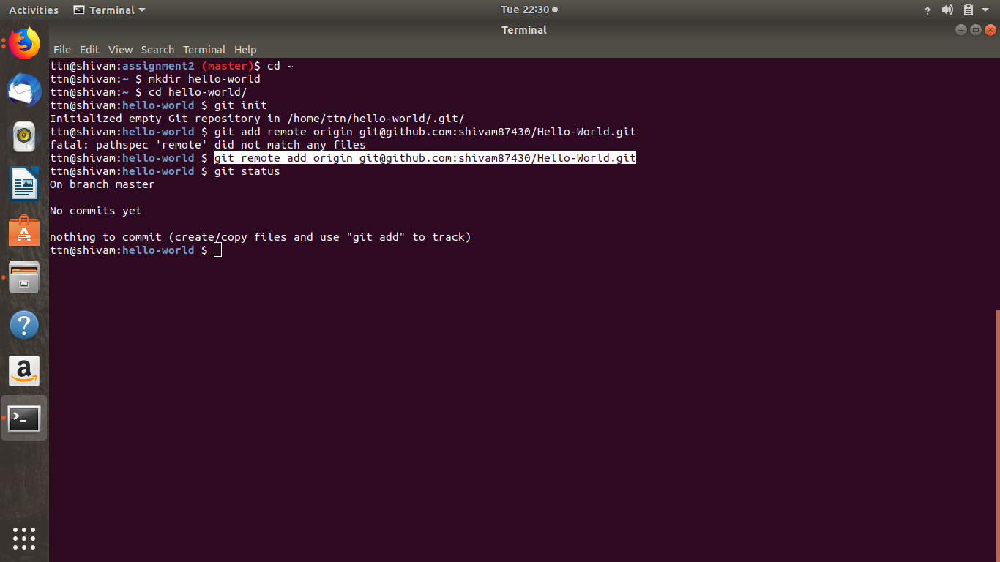 Activities Terminal Tue 22:30 ?
Terminal
File Edit View Search Terminal Help
ttn@shivam:assignment2 (master)$ cd ~
ttn@shivam:~ $ mkdir hello-world
ttn@shivam:~ $ cd hello-world/
ttn@shivam:hello-world $ git init
Initialized empty Git repository in /home/ttn/hello-world/.git/
ttn@shivam:hello-world $ git add remote origin git@github.com:shivam87430/Hello-World.git
fatal: pathspec 'remote' did not match any files
ttn@shivam:hello-world $ git remote add origin git@github.com:shivam87430/Hello-World.git
ttn@shivam:hello-world $ git status
On branch master
No commits yet
nothing to commit (create/copy files and use "git add" to track)
ttn@shivam:hello-world $